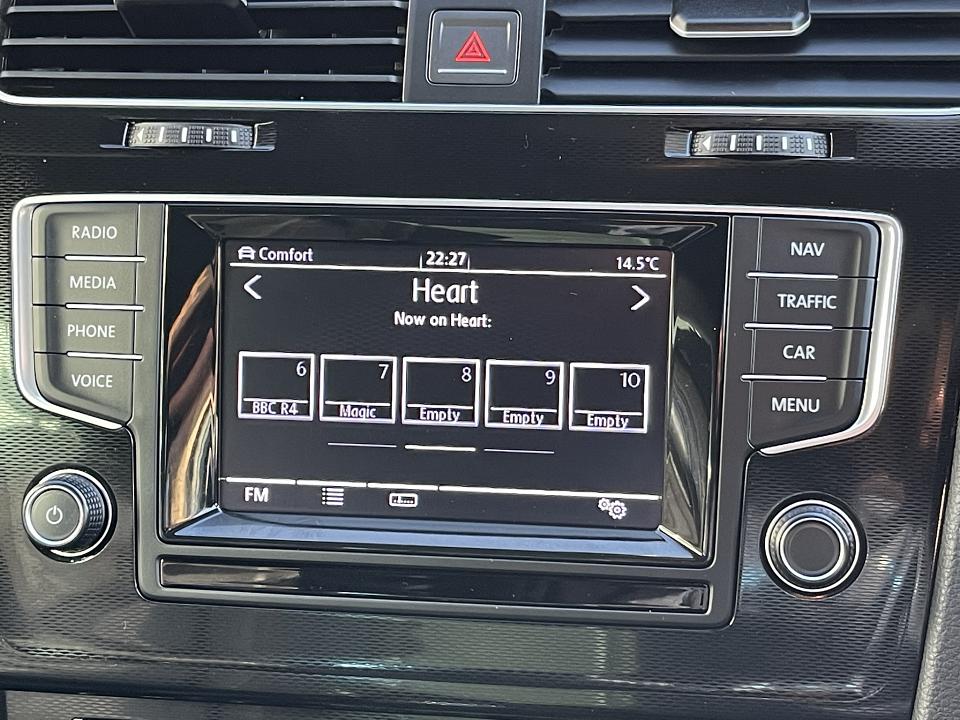 RADIO
MEDIA
PHONE
VOICE
Comfort 22:27 14.5°C
< Heart >
Now on Heart:
6 7 8 9 10
BBC R4 Magic Empty Empty Empty
FM
NAV
TRAFFIC
CAR
MENU